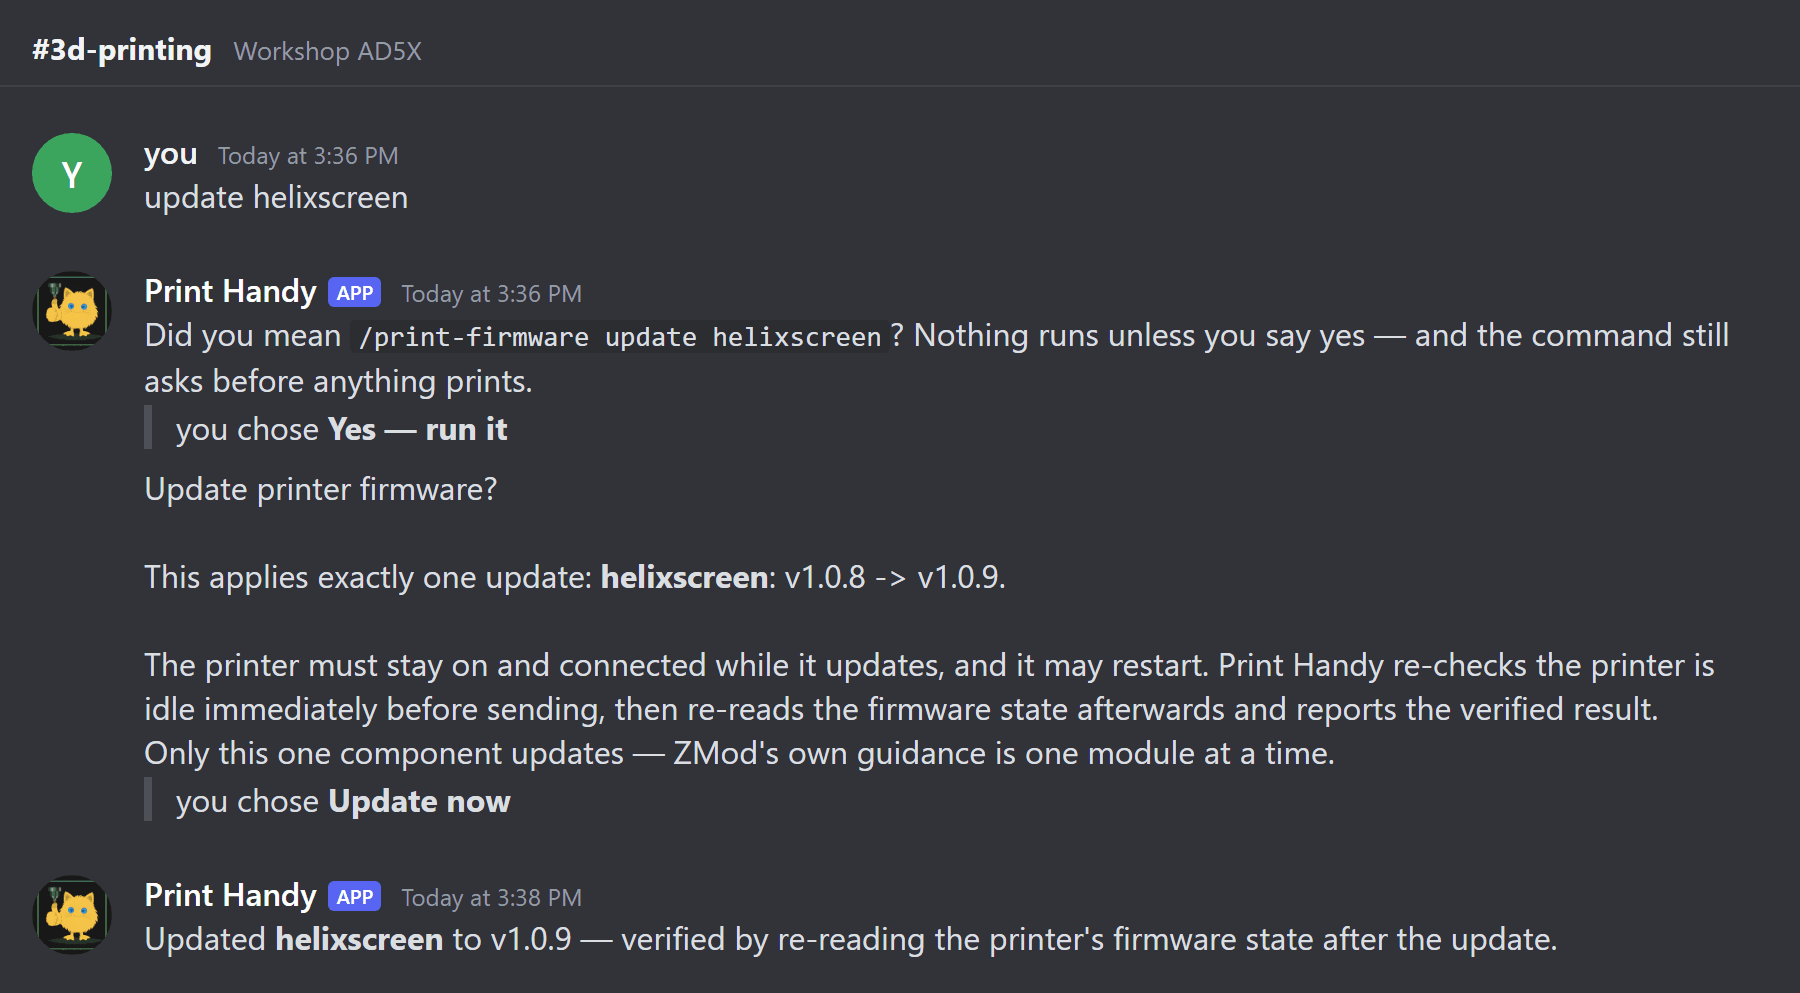 #3d-printing Workshop AD5X
Y
you Today at 3:36 PM
update helixscreen
Print Handy APP Today at 3:36 PM
Did you mean /print-firmware update helixscreen? Nothing runs unless you say yes — and the command still
asks before anything prints.
you chose Yes — run it
Update printer firmware?
This applies exactly one update: helixscreen: v1.0.8 -> v1.0.9.
The printer must stay on and connected while it updates, and it may restart. Print Handy re-checks the printer is
idle immediately before sending, then re-reads the firmware state afterwards and reports the verified result.
Only this one component updates — ZMod's own guidance is one module at a time.
you chose Update now
Print Handy APP Today at 3:38 PM
Updated helixscreen to v1.0.9 — verified by re-reading the printer's firmware state after the update.